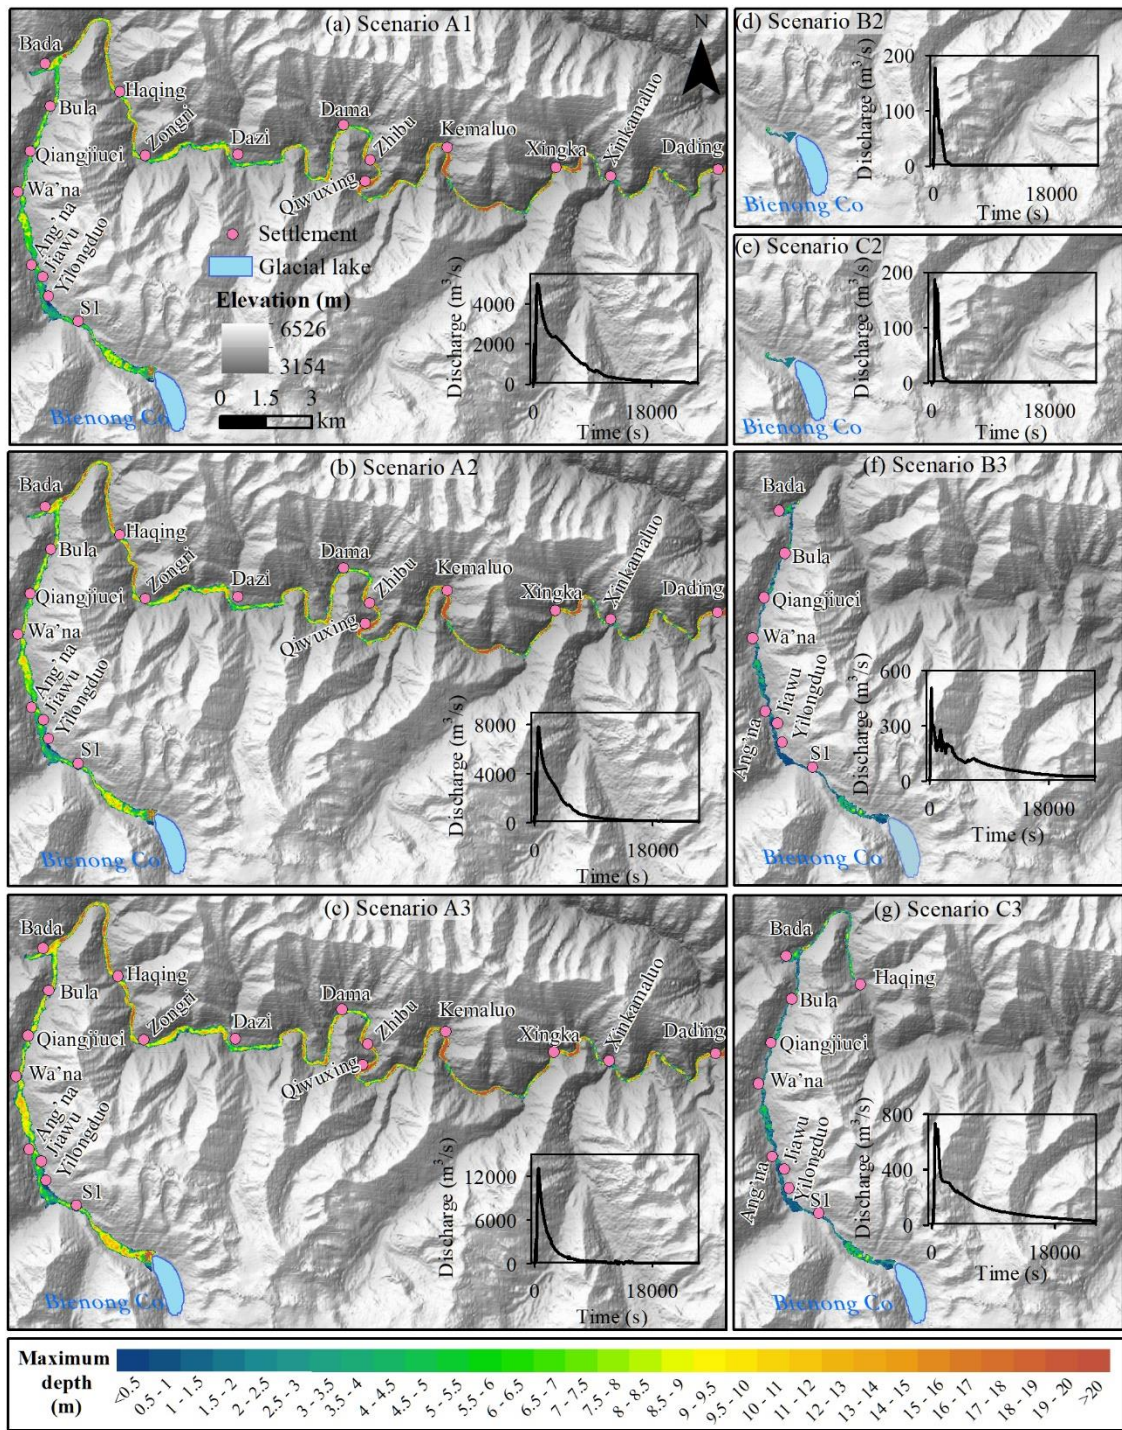 (a) Scenario A1
N
Bada
Haqing
Bula
Zongri
Dazi
Dama
Zhibu
Kemaluo
Xingka
Xinkamaluo
Dading
Qiangjiuci
Qiwuxing
Wa'na
Ang'na
Jiawu
Yilongduo
S1
Settlement
Glacial lake
Elevation (m)
6526
3154
0 1.5 3
km
Bienong Co
Discharge (m³/s)
4000
2000
0
0 18000
Time (s)
(d) Scenario B2
Discharge (m³/s)
200
100
0
0 18000
Time (s)
Bienong Co
(e) Scenario C2
Discharge (m³/s)
200
100
0
0 18000
Time (s)
Bienong Co
(b) Scenario A2
Bada
Haqing
Bula
Zongri
Dazi
Dama
Zhibu
Kemaluo
Xingka
Xinkamaluo
Dading
Qiangjiuci
Qiwuxing
Wa'na
Ang'na
Jiawu
Yilongduo
S1
Bienong Co
Discharge (m³/s)
8000
4000
0
0 18000
Time (s)
(f) Scenario B3
Bada
Bula
Qiangjiuci
Wa'na
Jiawu
Yilongduo
Ang'na
S1
Bienong Co
Discharge (m³/s)
600
300
0
0 18000
Time (s)
(c) Scenario A3
Bada
Haqing
Bula
Zongri
Dazi
Dama
Zhibu
Kemaluo
Xingka
Xinkamaluo
Dading
Qiangjiuci
Qiwuxing
Wa'na
Ang'na
Jiawu
Yilongduo
S1
Bienong Co
Discharge (m³/s)
12000
6000
0
0 18000
Time (s)
(g) Scenario C3
Bada
Haqing
Bula
Qiangjiuci
Wa'na
Jiawu
Yilongduo
Ang'na
S1
Bienong Co
Discharge (m³/s)
800
400
0
0 18000
Time (s)
Maximum
depth
(m)
<0.5
0.5 - 1
1 - 1.5
1.5 - 2
2 - 2.5
2.5 - 3
3 - 3.5
3.5 - 4
4 - 4.5
4.5 - 5
5 - 5.5
5.5 - 6
6 - 6.5
6.5 - 7
7 - 7.5
7.5 - 8
8 - 8.5
8.5 - 9
9 - 9.5
9.5 - 10
10 - 11
11 - 12
12 - 13
13 - 14
14 - 15
15 - 16
16 - 17
17 - 18
18 - 19
19 - 20
>20